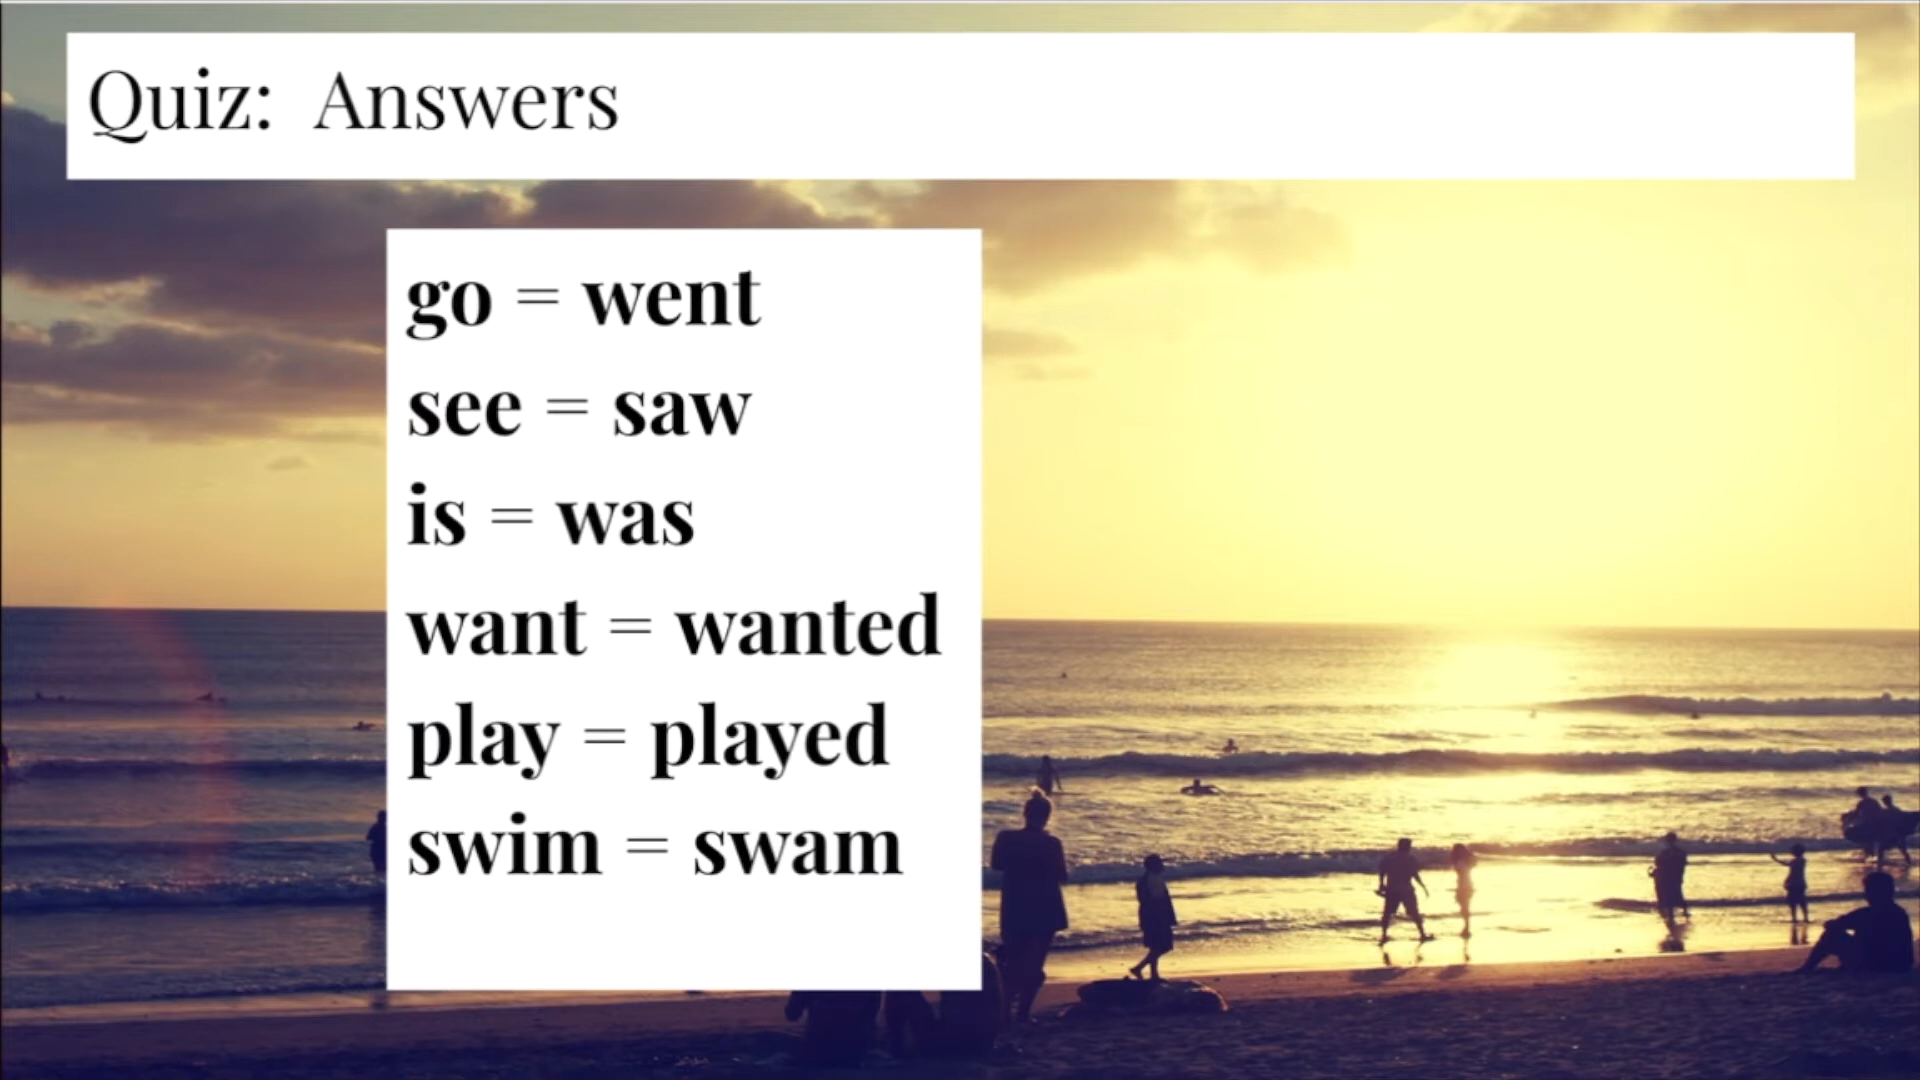 Quiz: Answers
go = went
see = saw
is = was
want = wanted
play = played
swim = swam